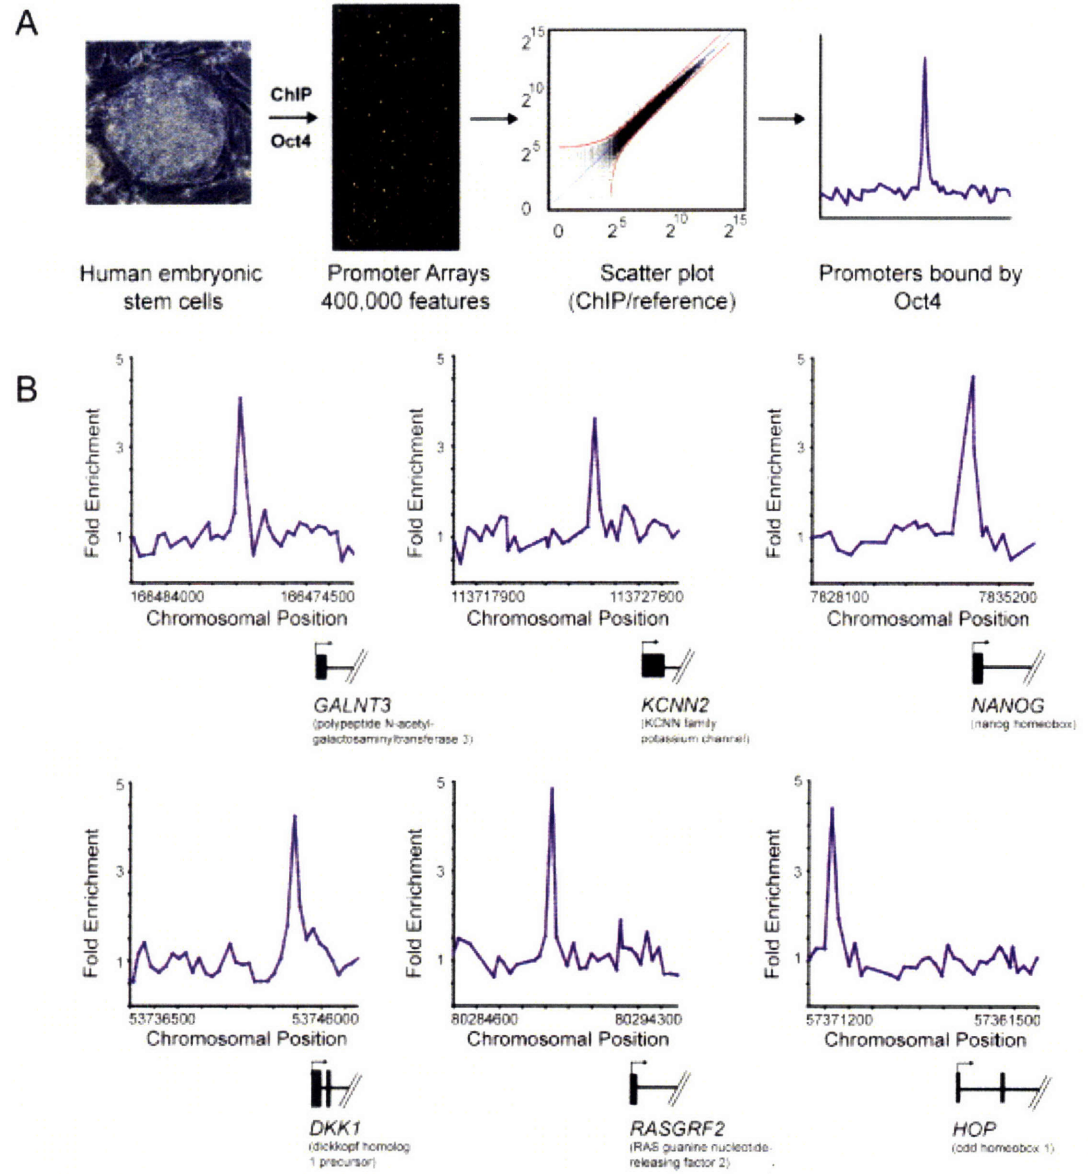 A
ChIP
Oct4
2^15
2^10
2^5
0
0 2^5 2^10 2^15
Human embryonic
stem cells
Promoter Arrays
400,000 features
Scatter plot
(ChIP/reference)
Promoters bound by
Oct4
B
5
3
1
Fold Enrichment
166484000 166474500
Chromosomal Position
GALNT3
(polypeptide N-acetyl-
galactosaminyltransferase 3)
5
3
1
Fold Enrichment
113717900 113727600
Chromosomal Position
KCNN2
(KCNN family
potassium channel)
5
3
1
Fold Enrichment
7828100 7835200
Chromosomal Position
NANOG
(nanog homeobox)
5
3
1
Fold Enrichment
53736500 53746000
Chromosomal Position
DKK1
(dickkopf homolog
1 precursor)
5
3
1
Fold Enrichment
80284600 80294300
Chromosomal Position
RASGRF2
(RAS guanine nucleotide-
releasing factor 2)
5
3
1
Fold Enrichment
57371200 57361500
Chromosomal Position
HOP
(odd homeobox 1)